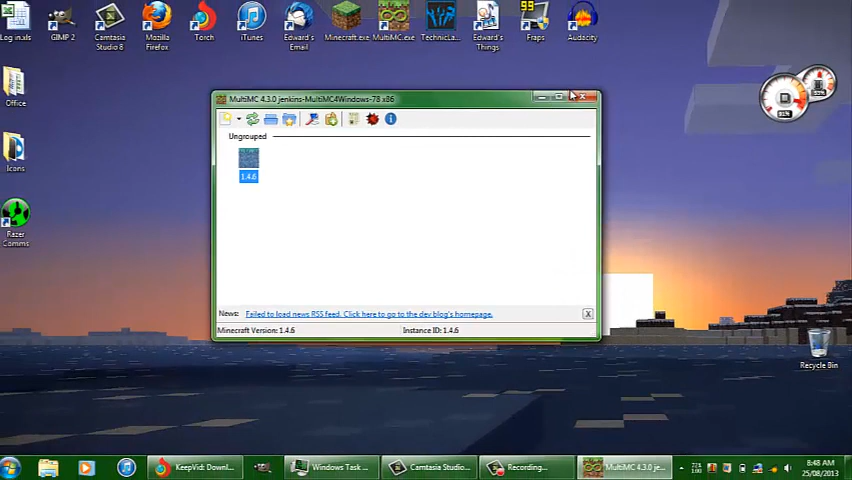 Log in.xls
GIMP 2
Camtasia Studio 8
Mozilla Firefox
Torch
iTunes
Edward's Email
Minecraft.exe
MultiMC.exe
TechnicLa...
Edward's Things
99
Fraps
Audacity
Office
Icons
Razer Comms
Recycle Bin
MultiMC 4.3.0 jenkins-MultiMC4Windows-78 x86
Ungrouped
1.4.6
News: Failed to load news RSS feed. Click here to go to the dev blog's homepage. X
Minecraft Version: 1.4.6 Instance ID: 1.4.6
KeepVid: Downl...
Windows Task ...
Camtasia Studio...
Recording...
MultiMC 4.3.0 je...
8:48 AM
25/08/2013